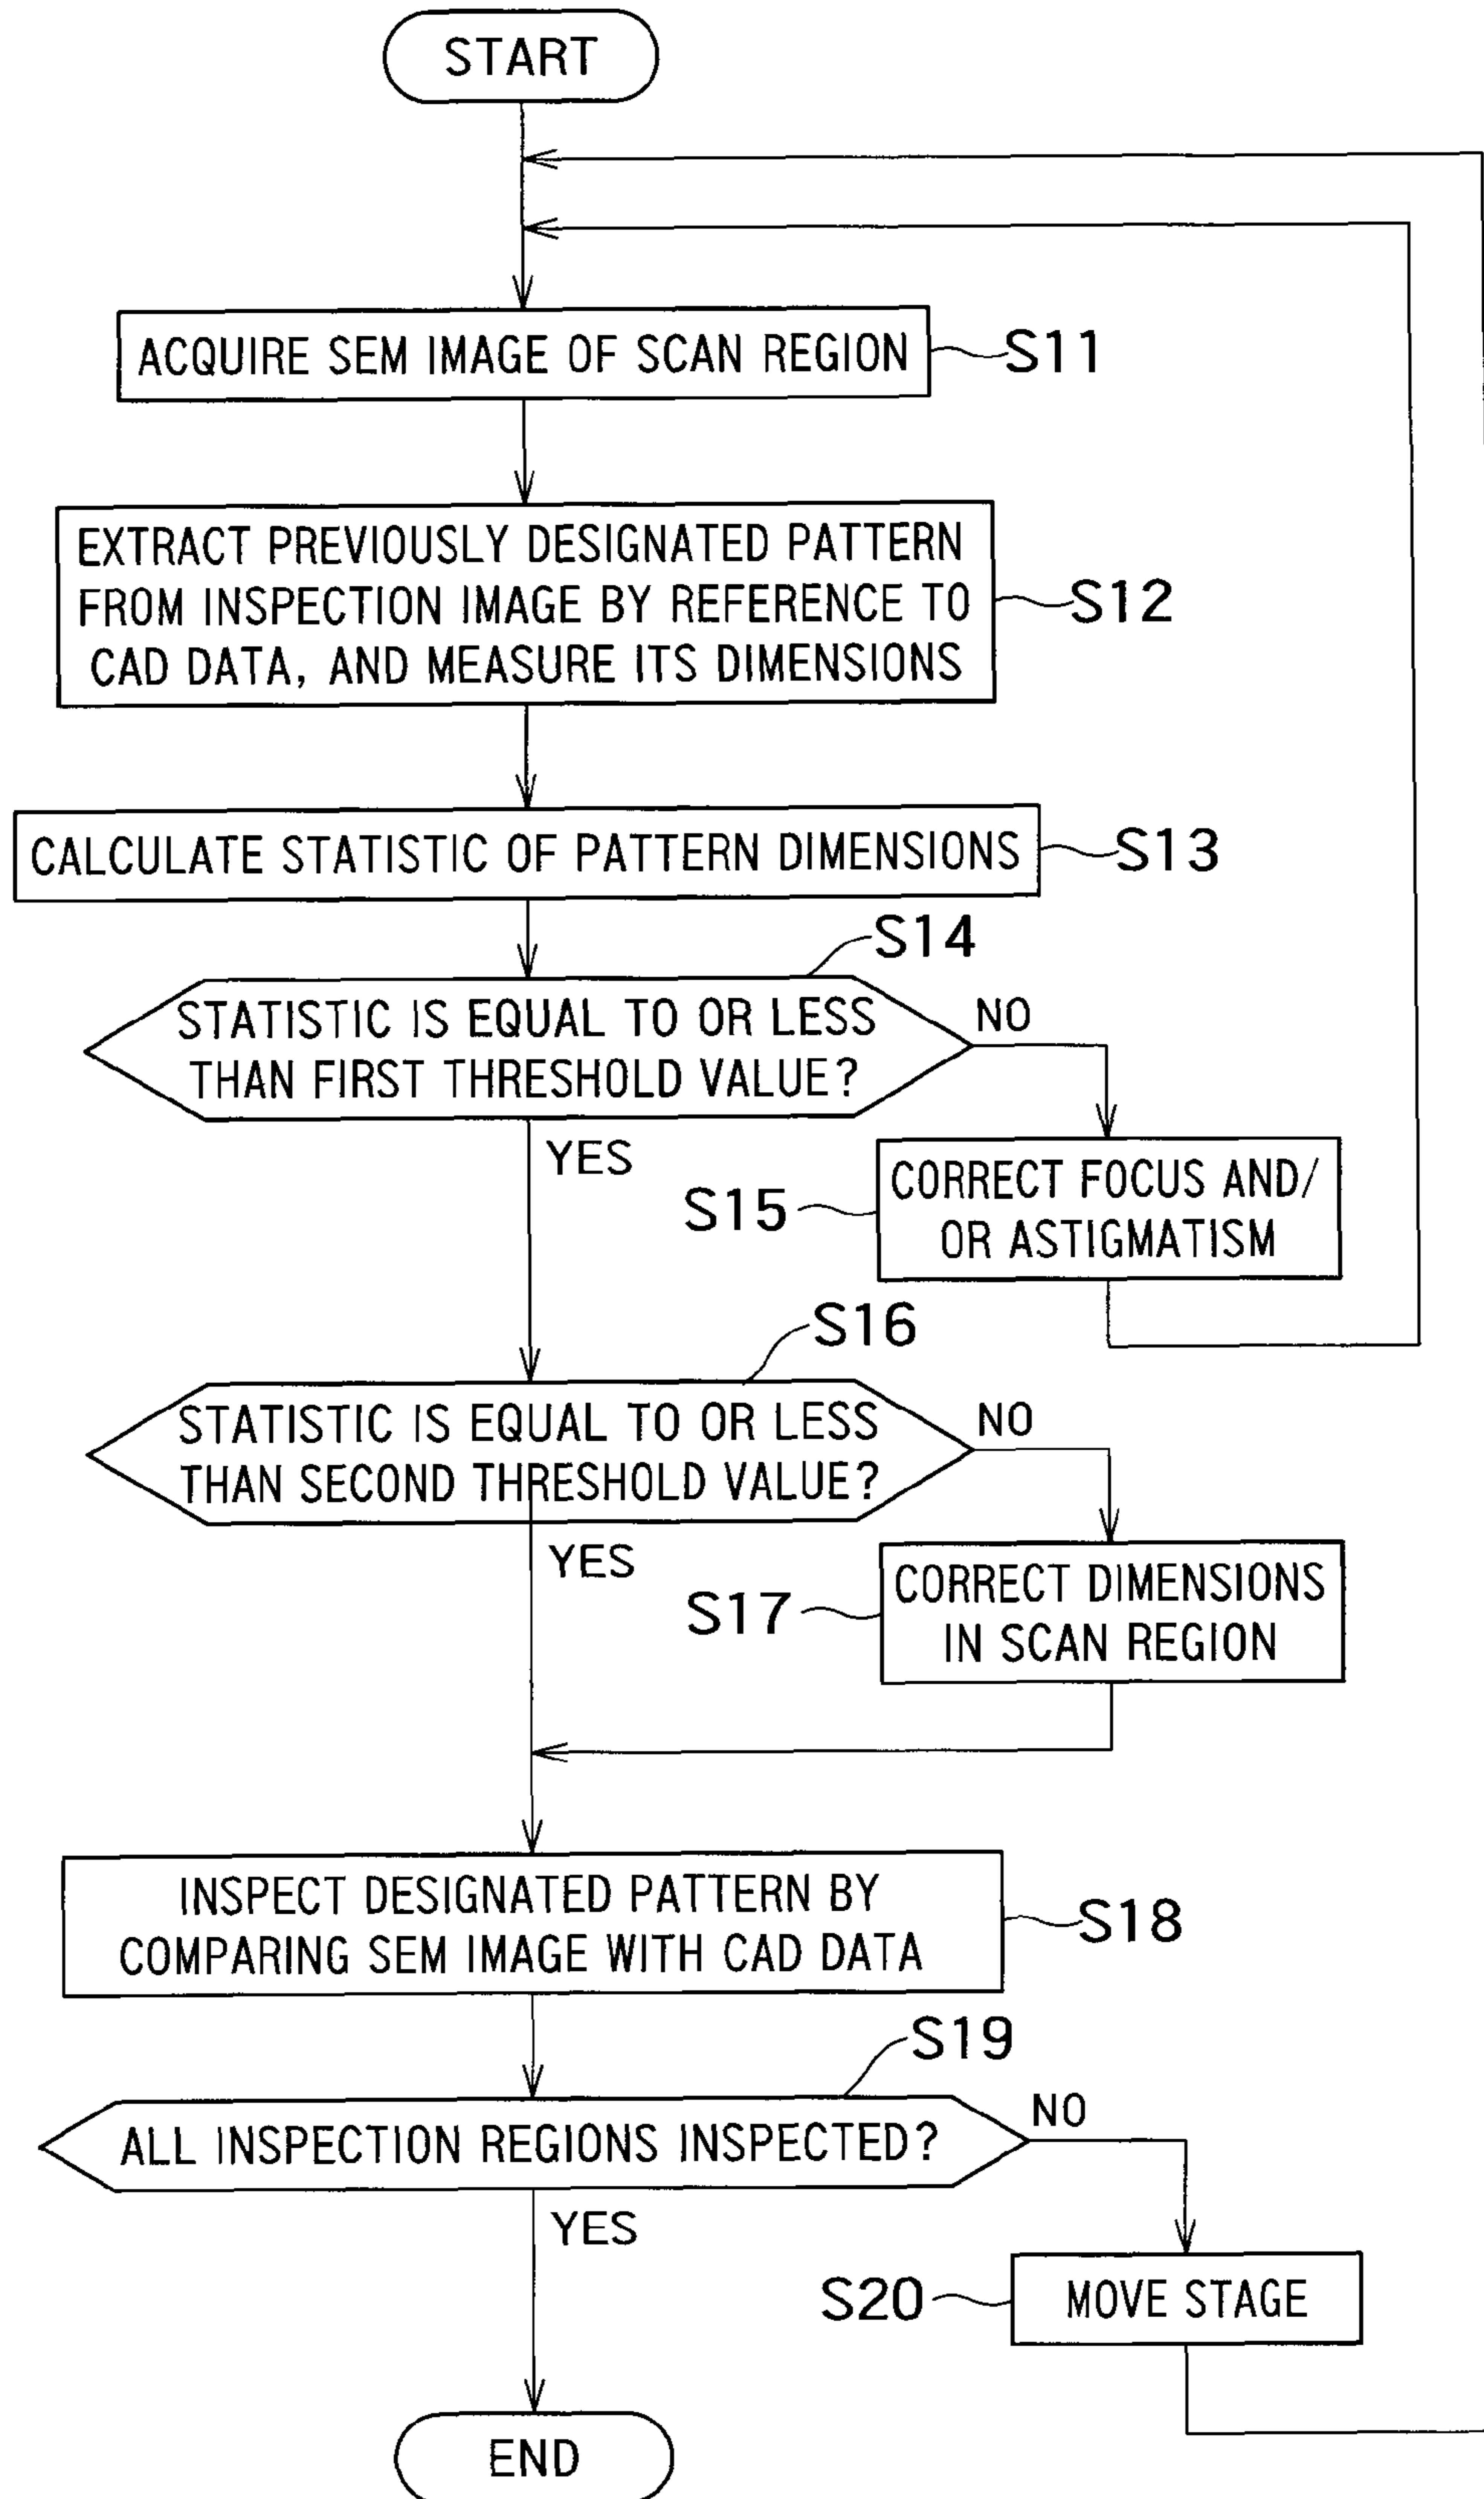 START
ACQUIRE SEM IMAGE OF SCAN REGION
S11
EXTRACT PREVIOUSLY DESIGNATED PATTERN
FROM INSPECTION IMAGE BY REFERENCE TO
CAD DATA, AND MEASURE ITS DIMENSIONS
S12
CALCULATE STATISTIC OF PATTERN DIMENSIONS
S13
S14
STATISTIC IS EQUAL TO OR LESS
THAN FIRST THRESHOLD VALUE?
NO
YES
S15
CORRECT FOCUS AND/
OR ASTIGMATISM
S16
STATISTIC IS EQUAL TO OR LESS
THAN SECOND THRESHOLD VALUE?
NO
YES
S17
CORRECT DIMENSIONS
IN SCAN REGION
INSPECT DESIGNATED PATTERN BY
COMPARING SEM IMAGE WITH CAD DATA
S18
S19
ALL INSPECTION REGIONS INSPECTED?
NO
YES
S20
MOVE STAGE
END